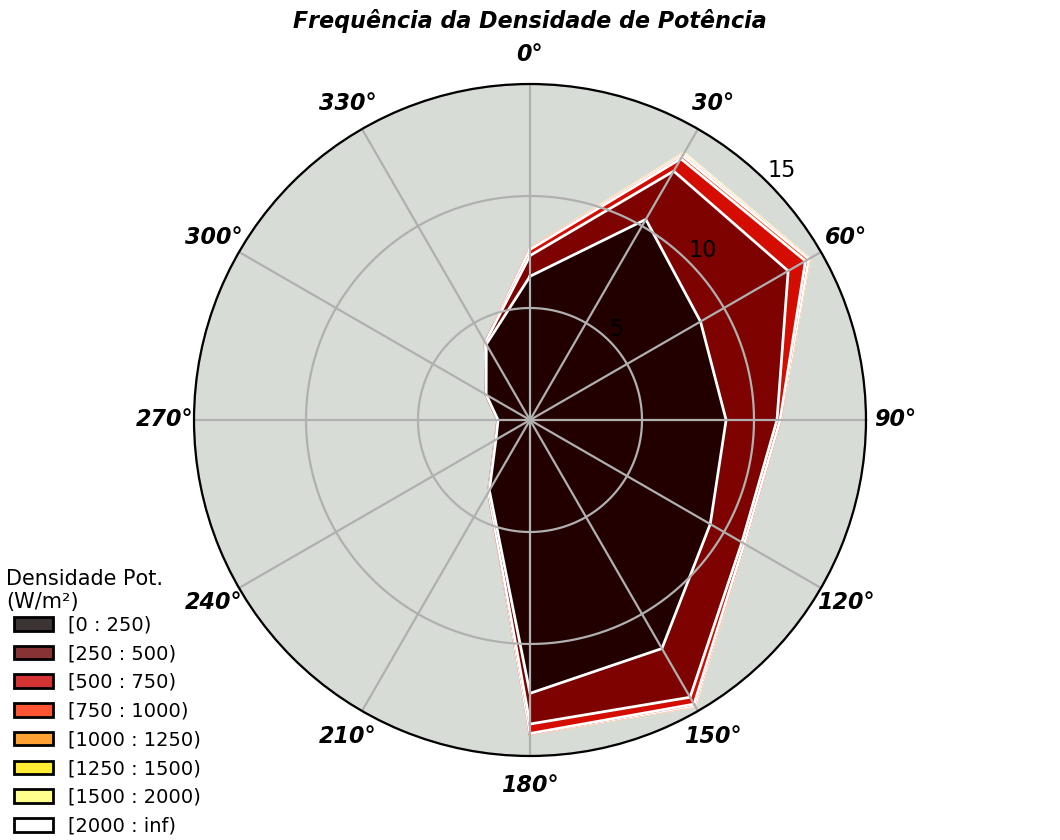 Frequência da Densidade de Potência
0°
330°
30°
15
300°
60°
10
5
270°
90°
Densidade Pot.
(W/m²)
240°
120°
[0 : 250)
[250 : 500)
[500 : 750)
[750 : 1000)
210°
150°
[1000 : 1250)
[1250 : 1500)
180°
[1500 : 2000)
[2000 : inf)